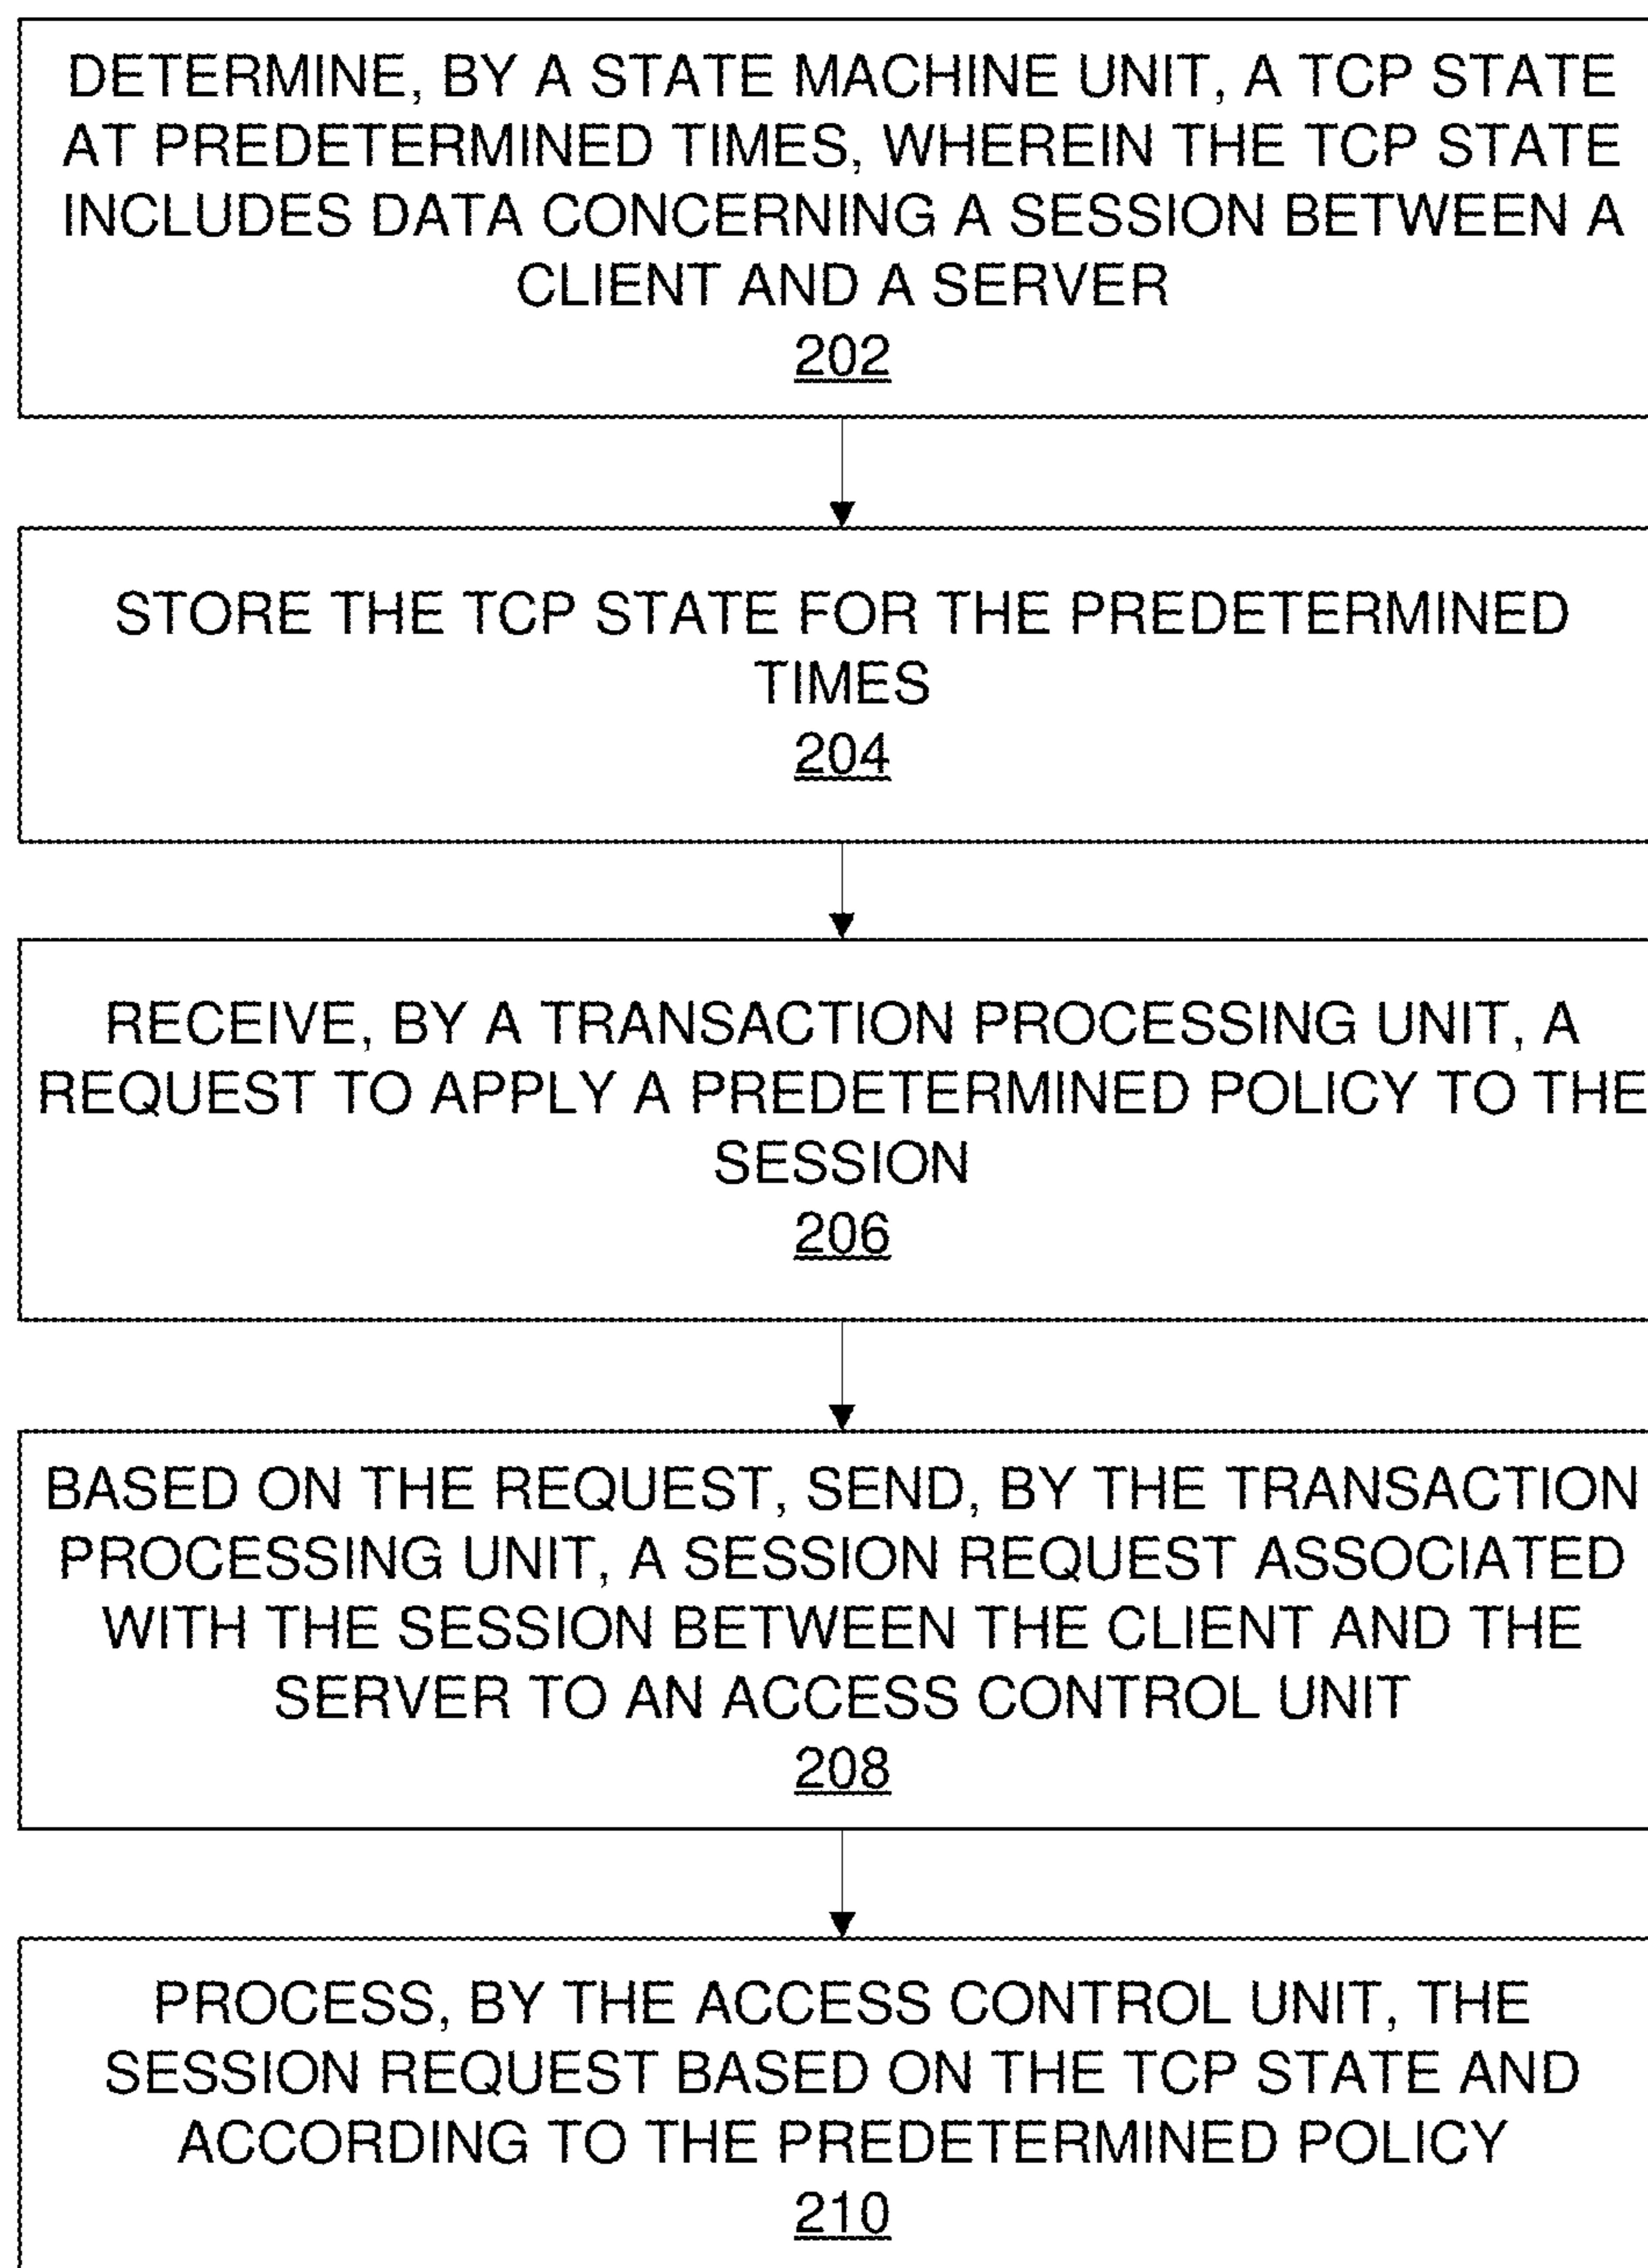 DETERMINE, BY A STATE MACHINE UNIT, A TCP STATE
AT PREDETERMINED TIMES, WHEREIN THE TCP STATE
INCLUDES DATA CONCERNING A SESSION BETWEEN A
CLIENT AND A SERVER
202
STORE THE TCP STATE FOR THE PREDETERMINED
TIMES
204
RECEIVE, BY A TRANSACTION PROCESSING UNIT, A
REQUEST TO APPLY A PREDETERMINED POLICY TO THE
SESSION
206
BASED ON THE REQUEST, SEND, BY THE TRANSACTION
PROCESSING UNIT, A SESSION REQUEST ASSOCIATED
WITH THE SESSION BETWEEN THE CLIENT AND THE
SERVER TO AN ACCESS CONTROL UNIT
208
PROCESS, BY THE ACCESS CONTROL UNIT, THE
SESSION REQUEST BASED ON THE TCP STATE AND
ACCORDING TO THE PREDETERMINED POLICY
210